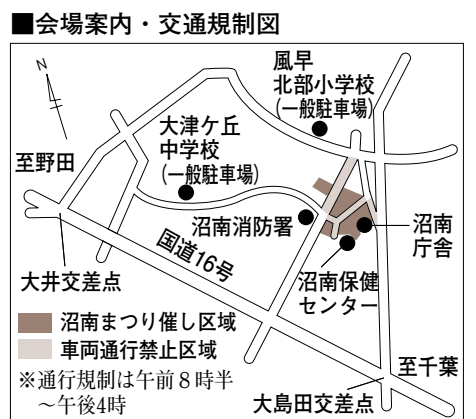 ■会場案内・交通規制図
N
風早
北部小学校
(一般駐車場)
大津ケ丘
中学校
(一般駐車場)
至野田
沼南消防署
沼南
庁舎
国道16号
大井交差点
沼南保健
センター
沼南まつり催し区域
車両通行禁止区域
至千葉
※通行規制は午前8時半
～午後4時
大島田交差点